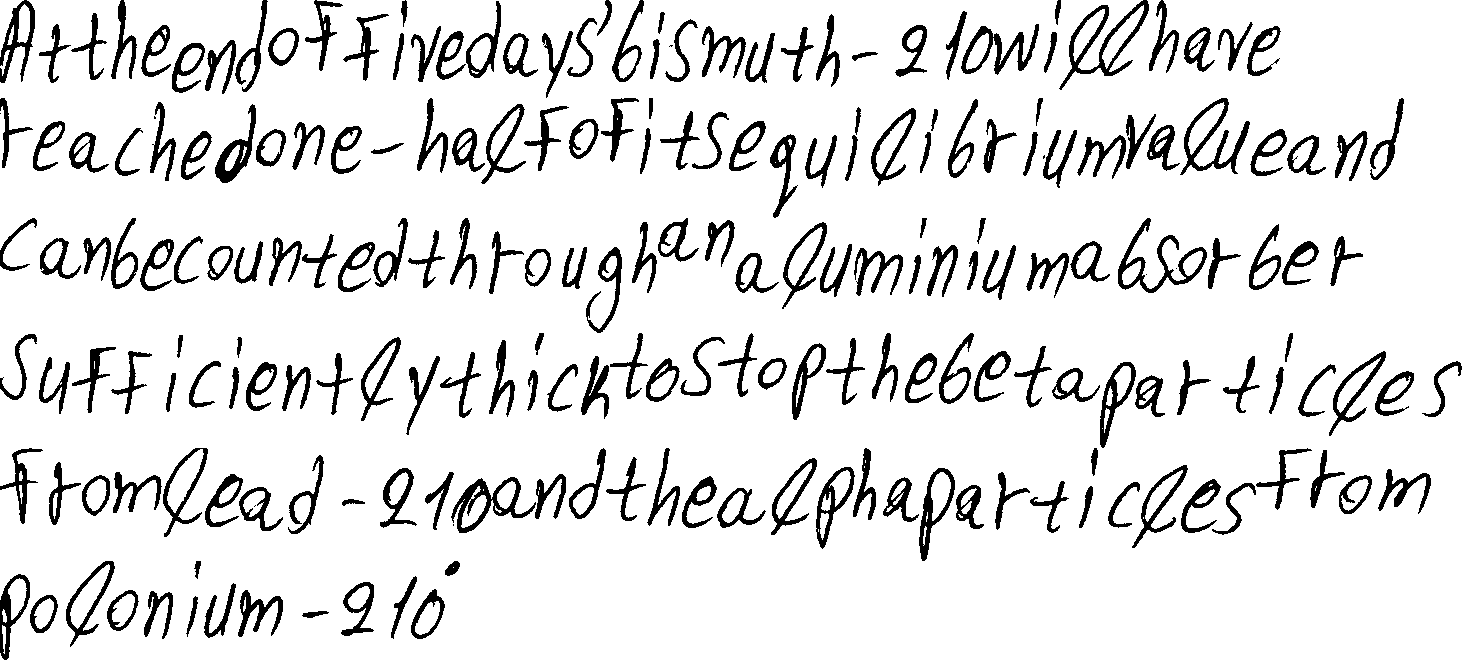 At the end of five days' bismuth-210 will have
reached one-half of its equilibrium value and
can be counted through an aluminium absorber
sufficiently thick to stop the beta particles
from lead-210 and the alpha particles from
polonium-210.